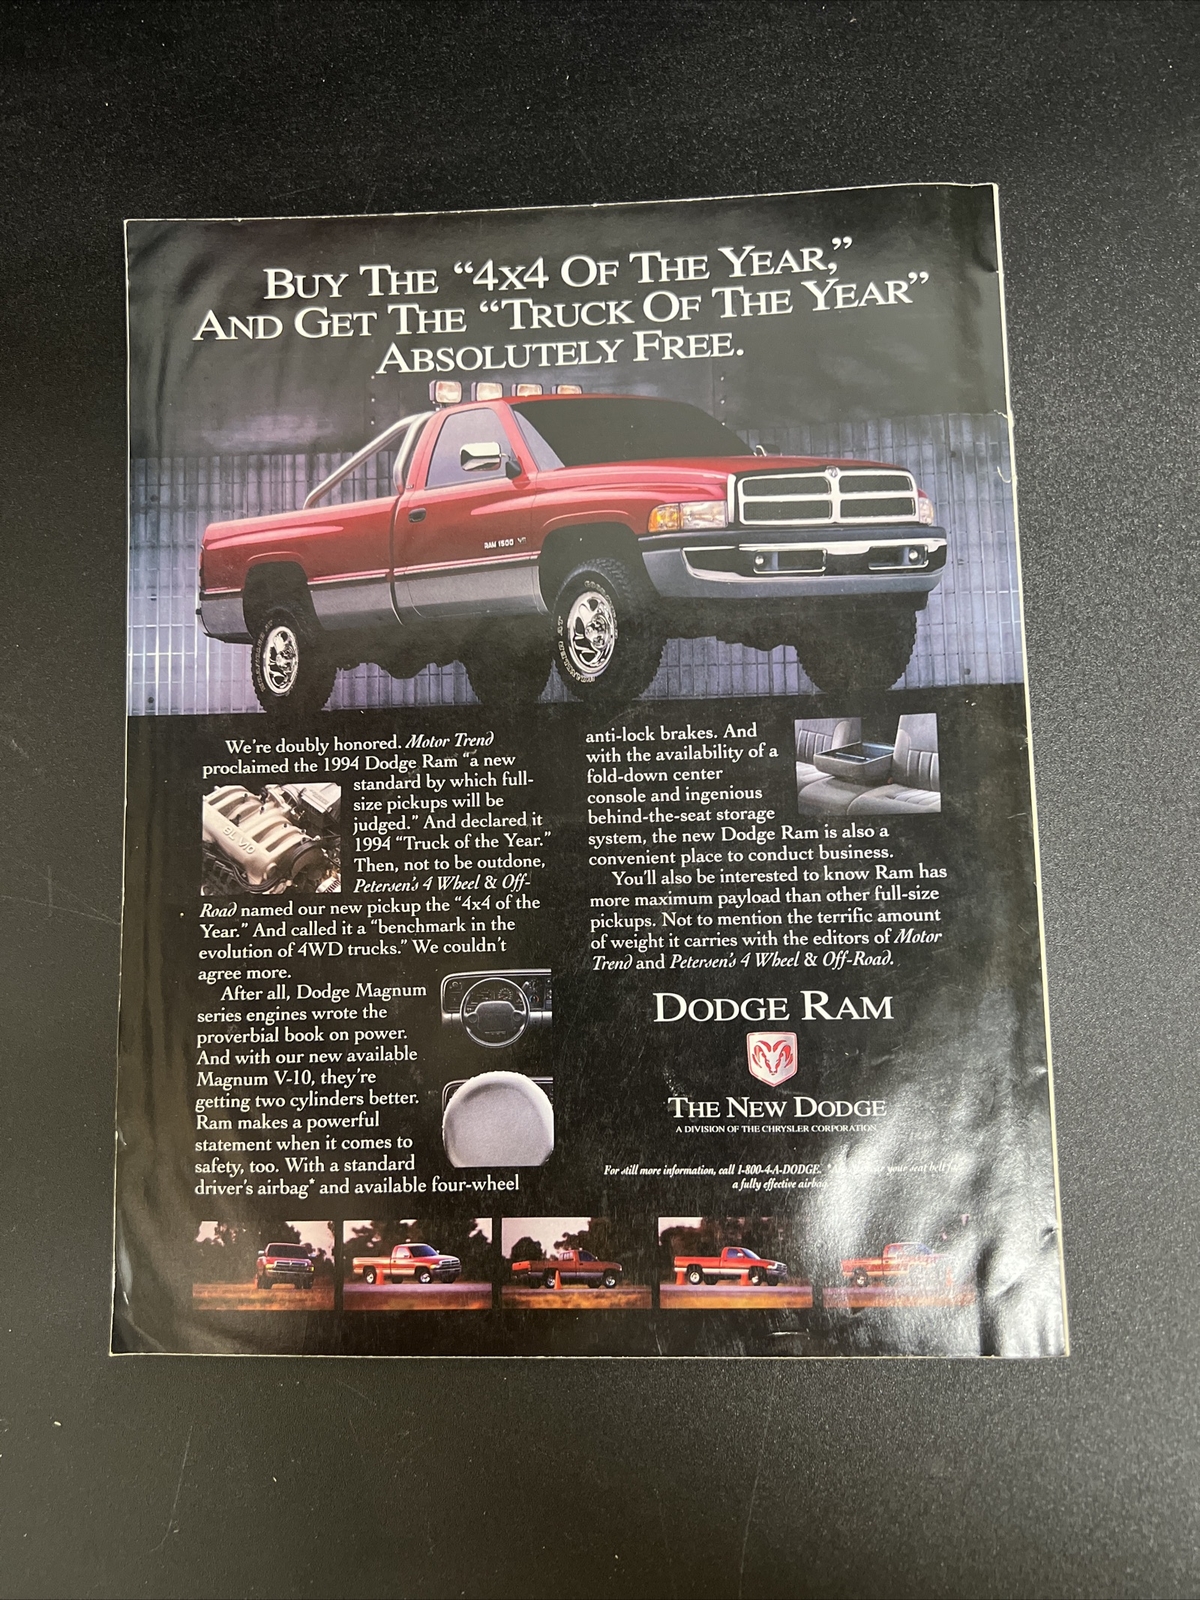 BUY THE “4X4 OF THE YEAR,”
AND GET THE “TRUCK OF THE YEAR”
ABSOLUTELY FREE.
RAM 1500
We're doubly honored. Motor Trend
proclaimed the 1994 Dodge Ram “a new
standard by which full-
size pickups will be
judged.” And declared it
1994 “Truck of the Year.”
Then, not to be outdone,
Petersen's 4 Wheel & Off-
Road named our new pickup the “4x4 of the
Year.” And called it a “benchmark in the
evolution of 4WD trucks.” We couldn't
agree more.
After all, Dodge Magnum
series engines wrote the
proverbial book on power.
And with our new available
Magnum V-10, they're
getting two cylinders better.
Ram makes a powerful
statement when it comes to
safety, too. With a standard
driver's airbag* and available four-wheel
anti-lock brakes. And
with the availability of a
fold-down center
console and ingenious
behind-the-seat storage
system, the new Dodge Ram is also a
convenient place to conduct business.
You'll also be interested to know Ram has
more maximum payload than other full-size
pickups. Not to mention the terrific amount
of weight it carries with the editors of Motor
Trend and Petersen's 4 Wheel & Off-Road.
DODGE RAM
THE NEW DODGE
A DIVISION OF THE CHRYSLER CORPORATION
For still more information, call 1-800-4-A-DODGE. your seat belt
a fully effective airbag